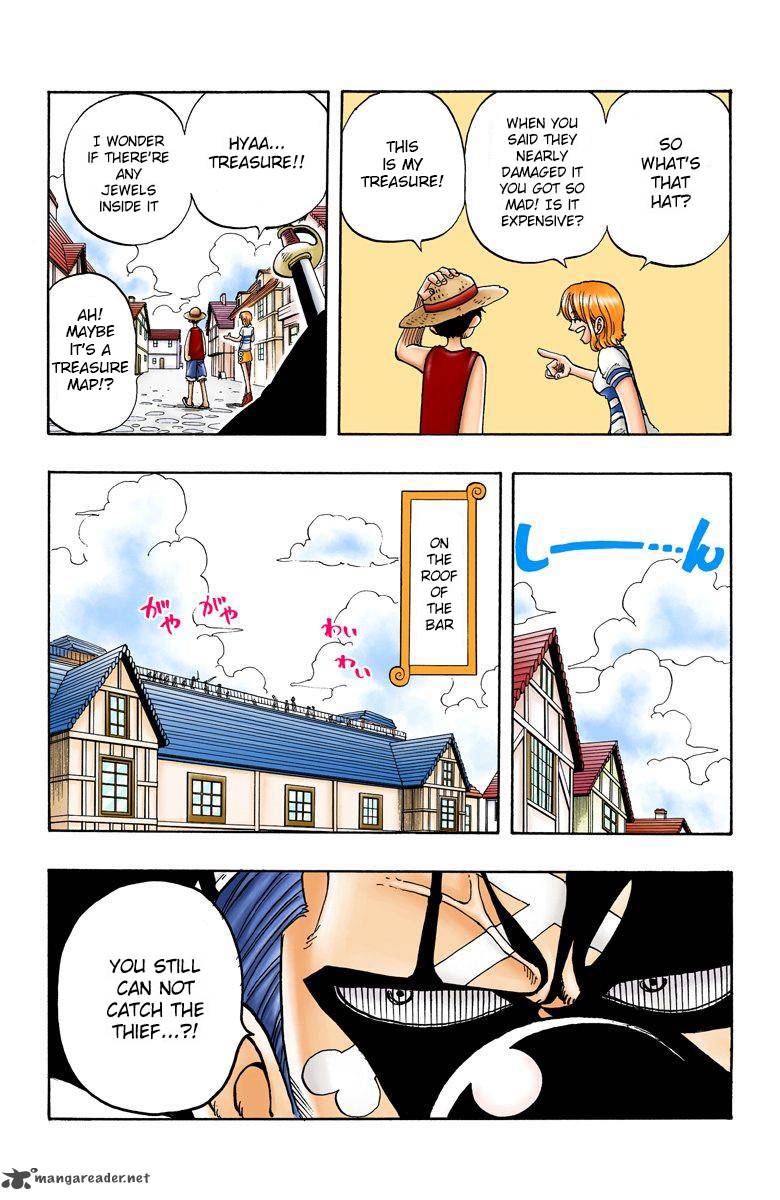 SO
WHAT'S
THAT
HAT?
WHEN YOU
SAID THEY
NEARLY
DAMAGED IT
YOU GOT SO
MAD! IS IT
EXPENSIVE?
THIS
IS MY
TREASURE!
HYAA...
TREASURE!!
I WONDER
IF THERE'RE
ANY
JEWELS
INSIDE IT
AH!
MAYBE
IT'S A
TREASURE
MAP!?
しーん
ON
THE
ROOF
OF
THE
BAR
わい
わい
がや
がや
YOU STILL
CAN NOT
CATCH THE
THIEF...?!
mangareader.net